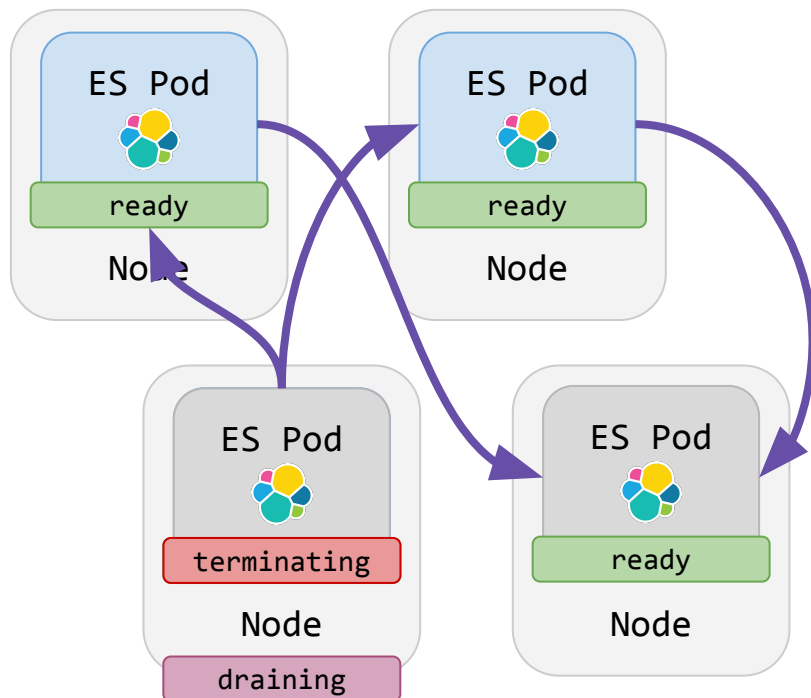 ES Pod
ready
Node
ES Pod
ready
Node
ES Pod
terminating
Node
draining
ES Pod
ready
Node